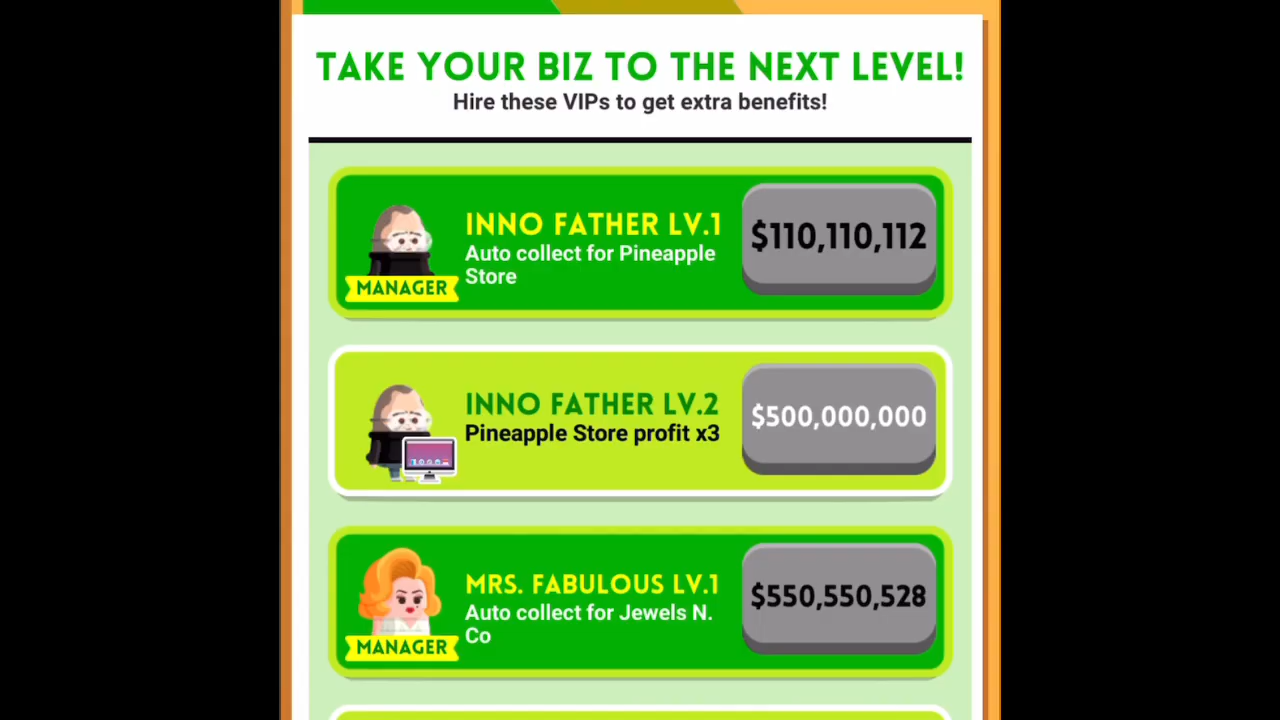 TAKE YOUR BIZ TO THE NEXT LEVEL!
Hire these VIPs to get extra benefits!
INNO FATHER LV.1
Auto collect for Pineapple
Store
MANAGER
$110,110,112
INNO FATHER LV.2
Pineapple Store profit x3
$500,000,000
MRS. FABULOUS LV.1
Auto collect for Jewels N.
Co
MANAGER
$550,550,528